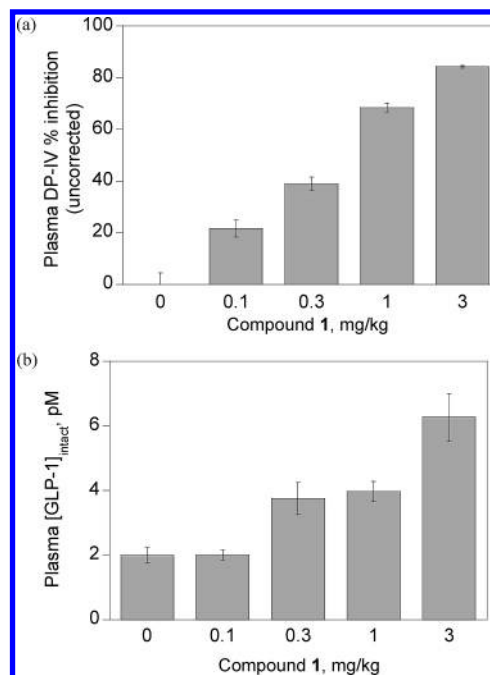 (a)
Plasma DP-IV % inhibition
(uncorrected)
100
80
60
40
20
0
0 0.1 0.3 1 3
Compound 1, mg/kg
(b)
Plasma [GLP-1]intact, pM
8
6
4
2
0
0 0.1 0.3 1 3
Compound 1, mg/kg